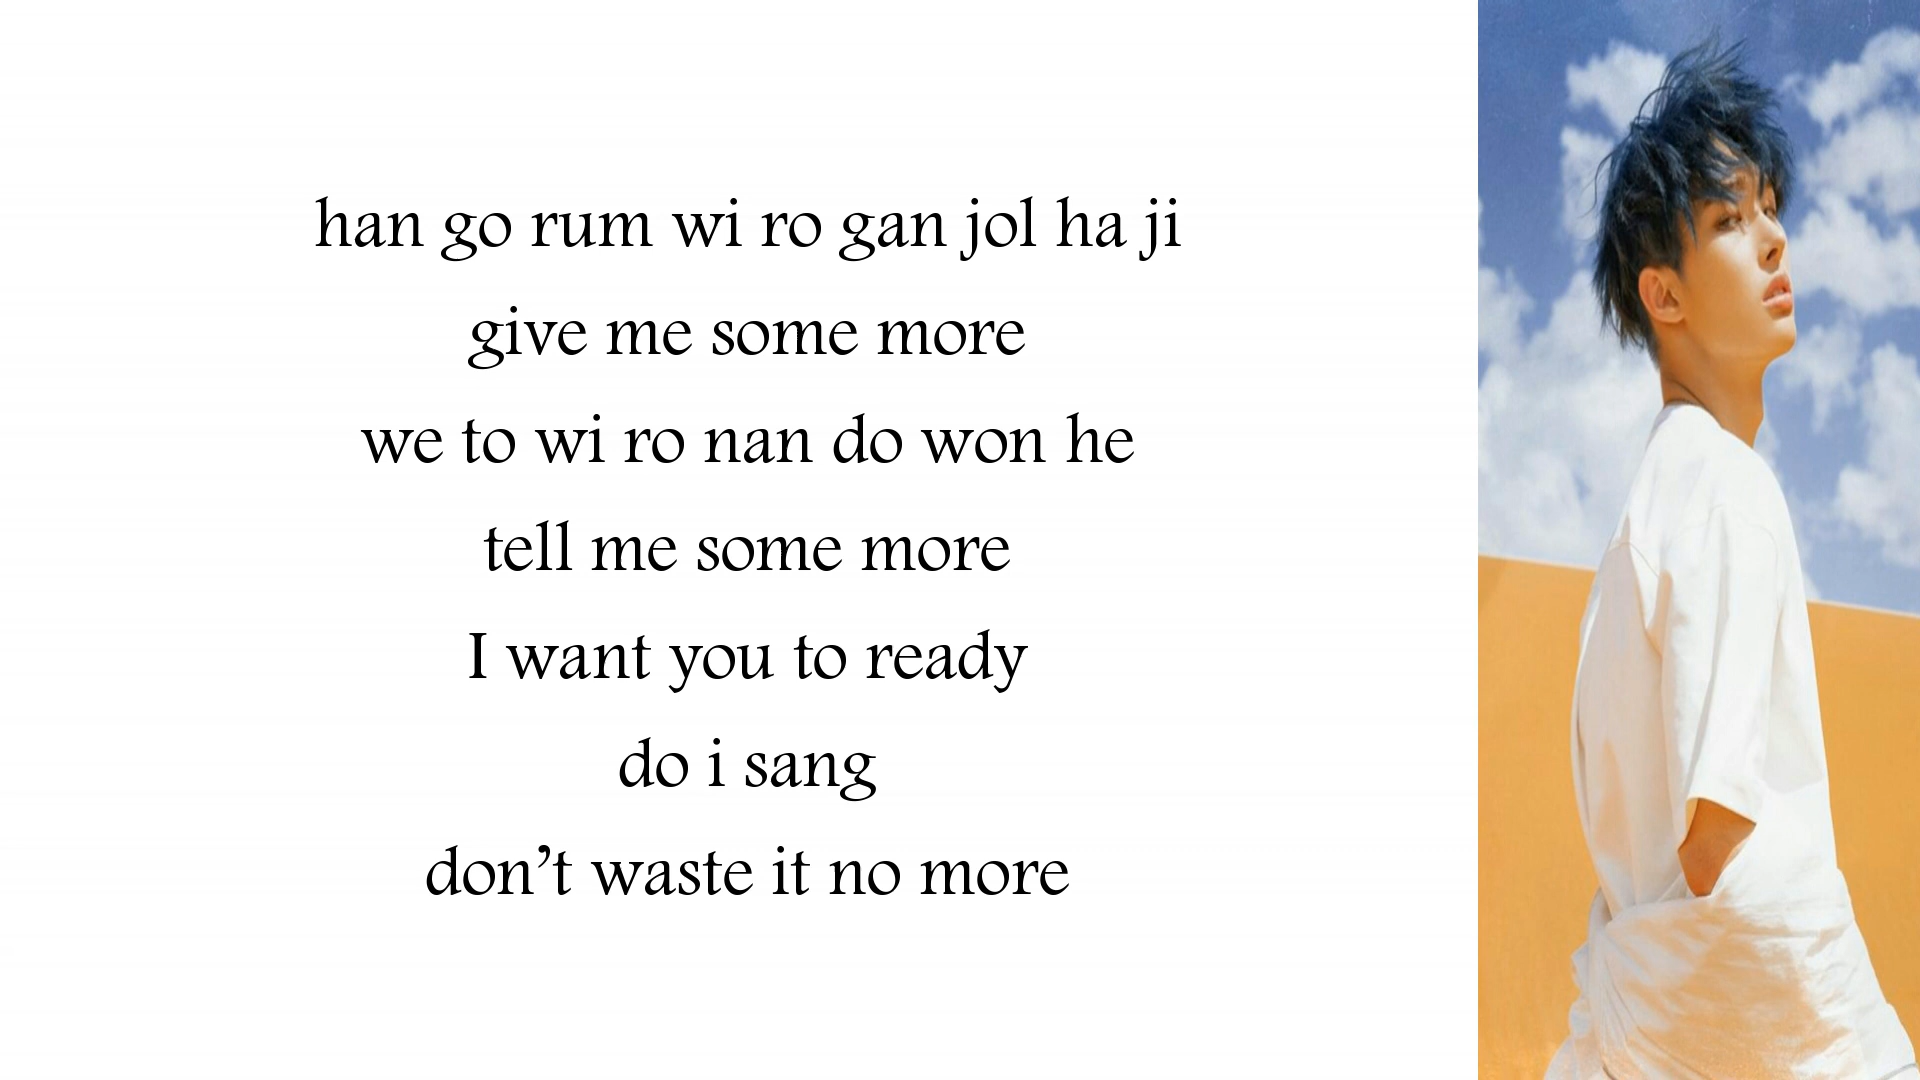 han go rum wi ro gan jol ha ji
give me some more
we to wi ro nan do won he
tell me some more
I want you to ready
do i sang
don’t waste it no more